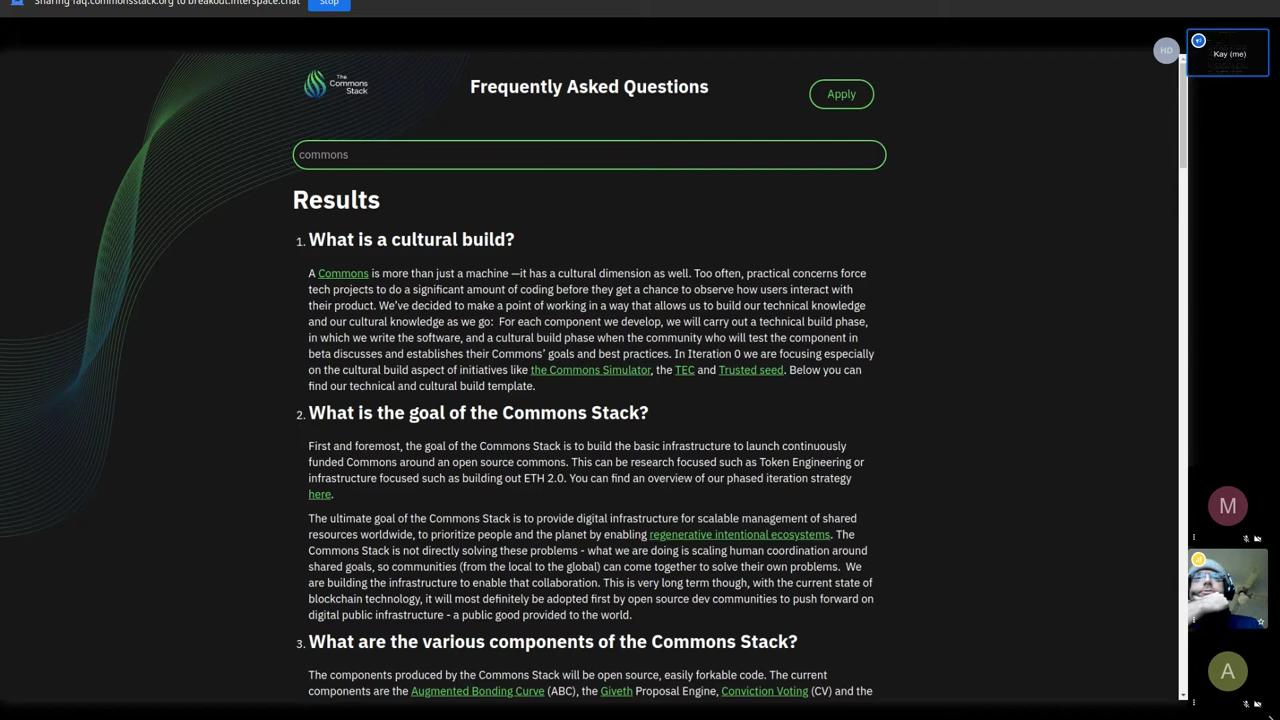 Sharing faq.commonsstack.org to breakout.interspace.chat
Stop
HD
Kay (me)
The
Commons
Stack
Frequently Asked Questions
Apply
commons
Results
1. What is a cultural build?
A Commons is more than just a machine —it has a cultural dimension as well. Too often, practical concerns force
tech projects to do a significant amount of coding before they get a chance to observe how users interact with
their product. We’ve decided to make a point of working in a way that allows us to build our technical knowledge
and our cultural knowledge as we go:  For each component we develop, we will carry out a technical build phase,
in which we write the software, and a cultural build phase when the community who will test the component in
beta discusses and establishes their Commons’ goals and best practices. In Iteration 0 we are focusing especially
on the cultural build aspect of initiatives like the Commons Simulator, the TEC and Trusted seed. Below you can
find our technical and cultural build template.
2. What is the goal of the Commons Stack?
First and foremost, the goal of the Commons Stack is to build the basic infrastructure to launch continuously
funded Commons around an open source commons. This can be research focused such as Token Engineering or
infrastructure focused such as building out ETH 2.0. You can find an overview of our phased iteration strategy
here.
The ultimate goal of the Commons Stack is to provide digital infrastructure for scalable management of shared
resources worldwide, to prioritize people and the planet by enabling regenerative intentional ecosystems. The
Commons Stack is not directly solving these problems - what we are doing is scaling human coordination around
shared goals, so communities (from the local to the global) can come together to solve their own problems.  We
are building the infrastructure to enable that collaboration. This is very long term though, with the current state of
blockchain technology, it will most definitely be adopted first by open source dev communities to push forward on
digital public infrastructure - a public good provided to the world.
3. What are the various components of the Commons Stack?
The components produced by the Commons Stack will be open source, easily forkable code. The current
components are the Augmented Bonding Curve (ABC), the Giveth Proposal Engine, Conviction Voting (CV) and the
M
A